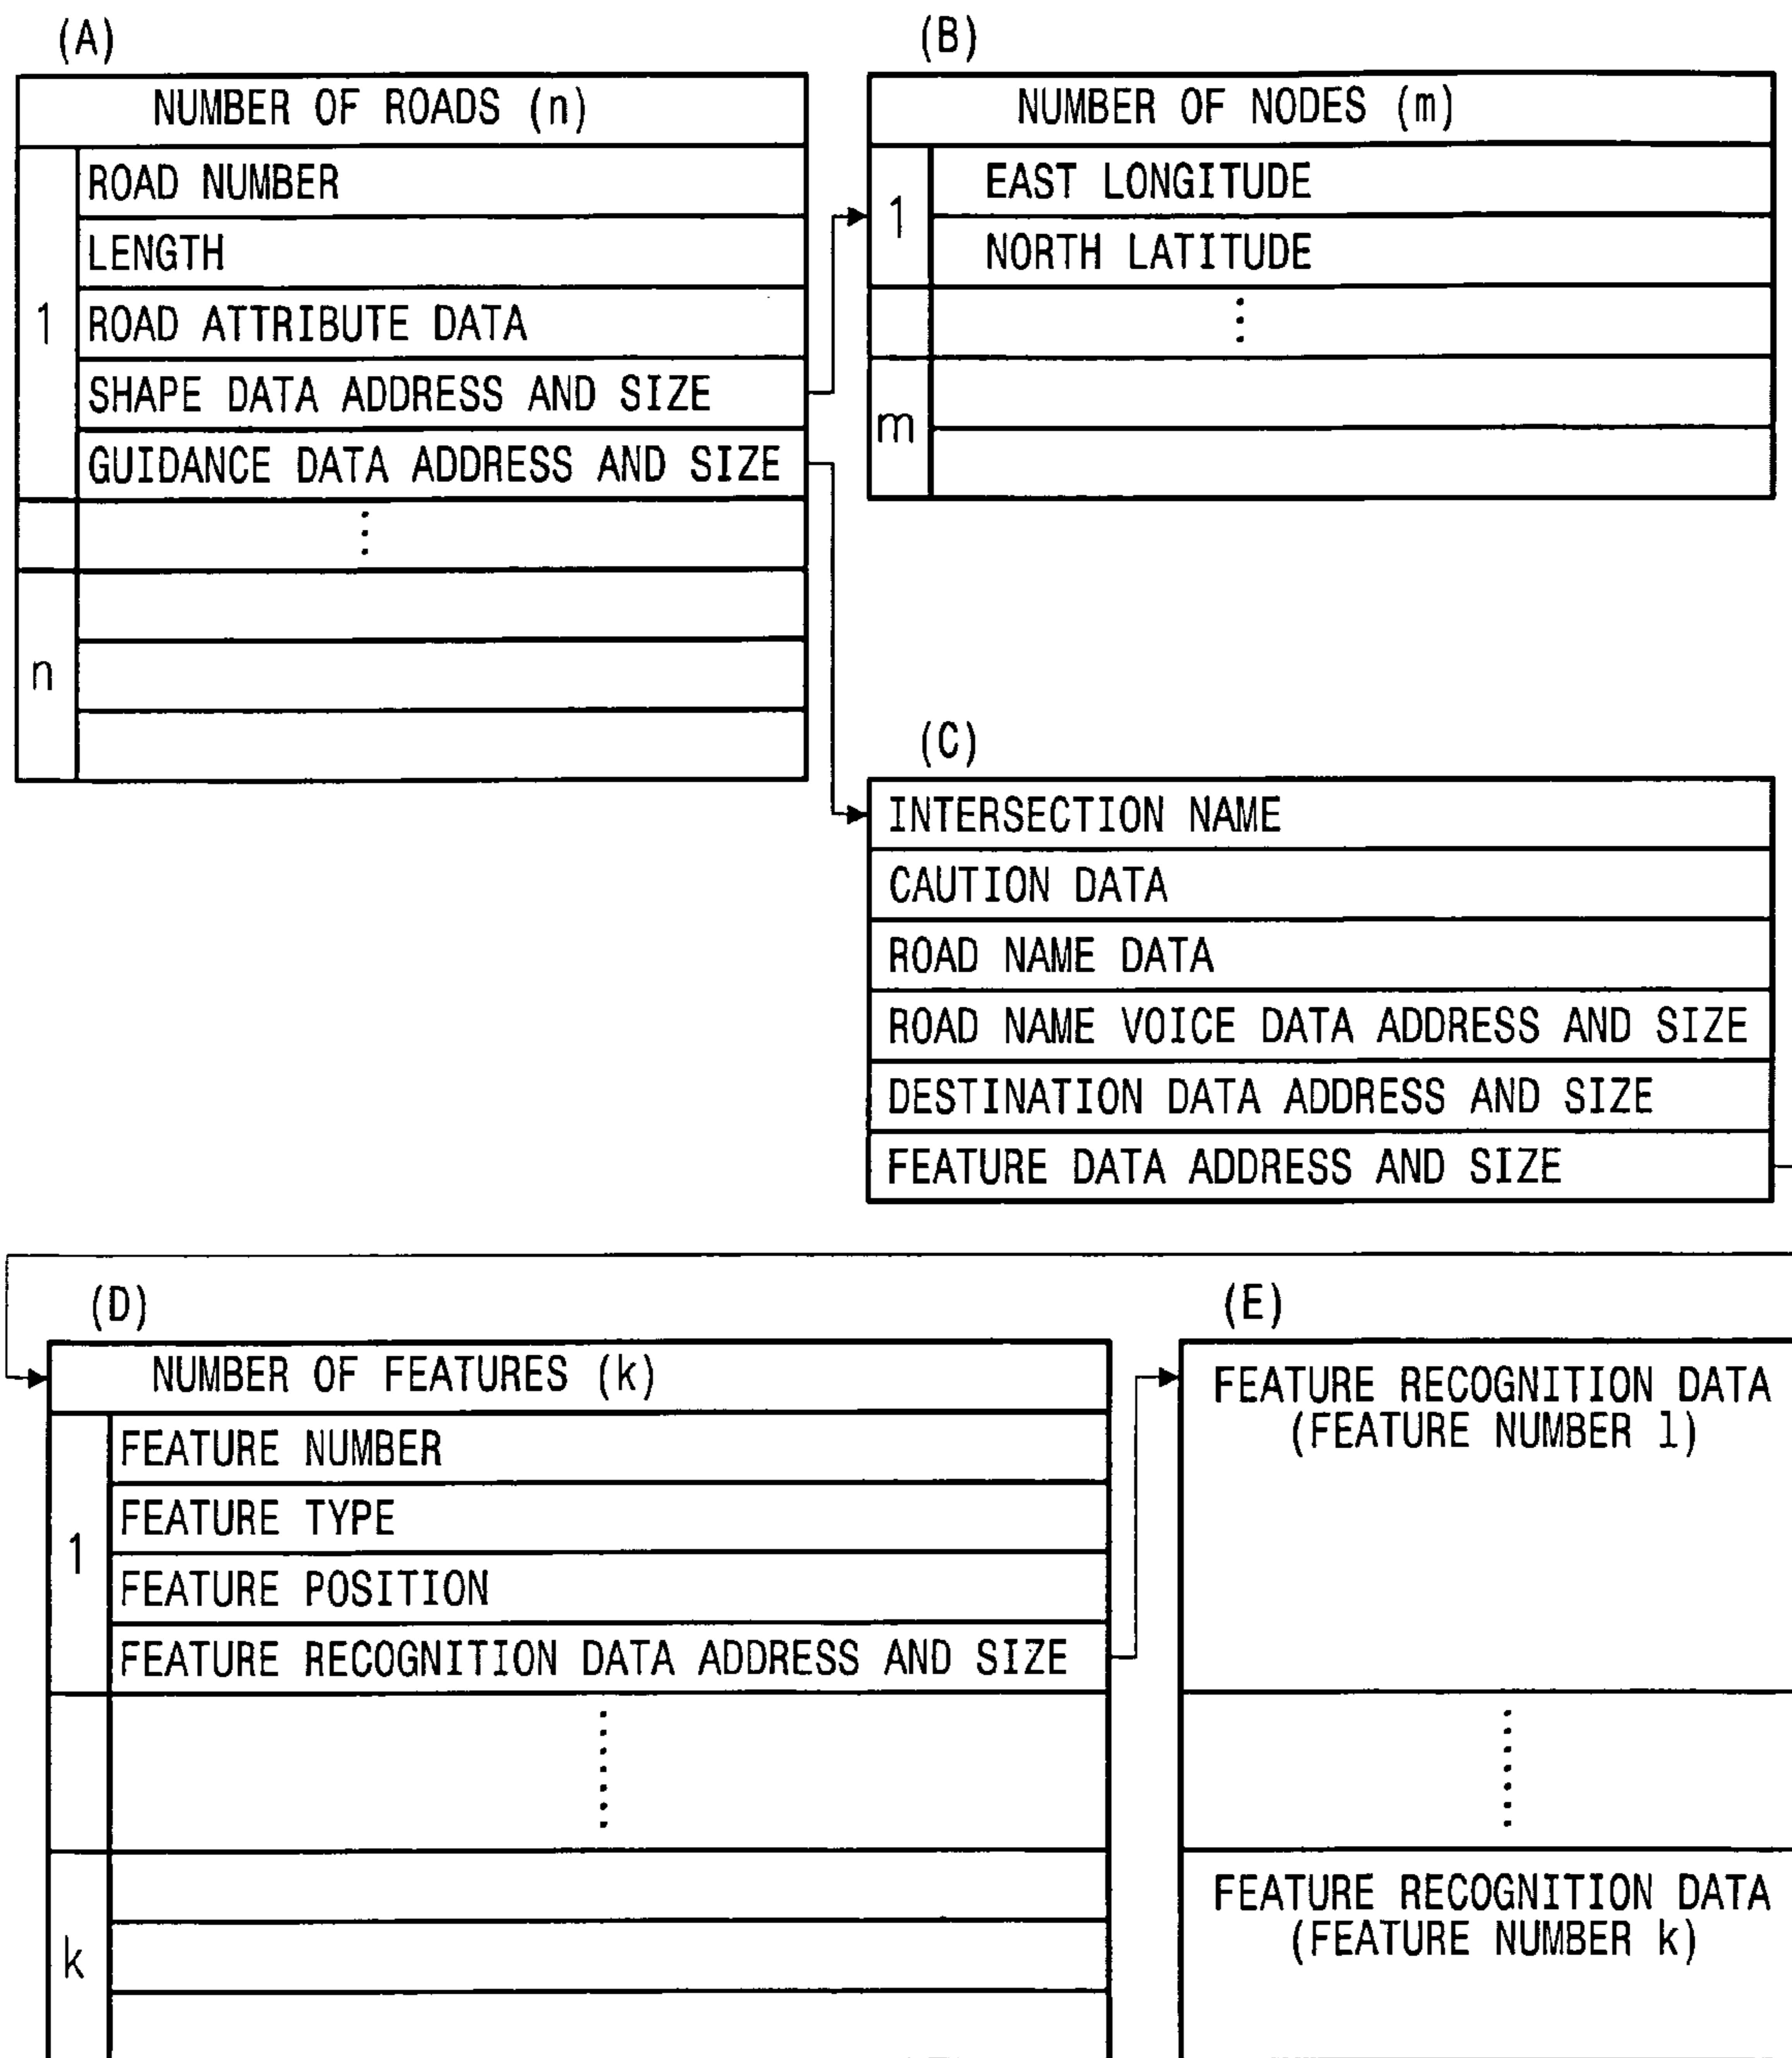 (A)
NUMBER OF ROADS (n)
1
ROAD NUMBER
LENGTH
ROAD ATTRIBUTE DATA
SHAPE DATA ADDRESS AND SIZE
GUIDANCE DATA ADDRESS AND SIZE
n
(B)
NUMBER OF NODES (m)
1
EAST LONGITUDE
NORTH LATITUDE
m
(C)
INTERSECTION NAME
CAUTION DATA
ROAD NAME DATA
ROAD NAME VOICE DATA ADDRESS AND SIZE
DESTINATION DATA ADDRESS AND SIZE
FEATURE DATA ADDRESS AND SIZE
(D)
NUMBER OF FEATURES (k)
1
FEATURE NUMBER
FEATURE TYPE
FEATURE POSITION
FEATURE RECOGNITION DATA ADDRESS AND SIZE
k
(E)
FEATURE RECOGNITION DATA
(FEATURE NUMBER 1)
FEATURE RECOGNITION DATA
(FEATURE NUMBER k)